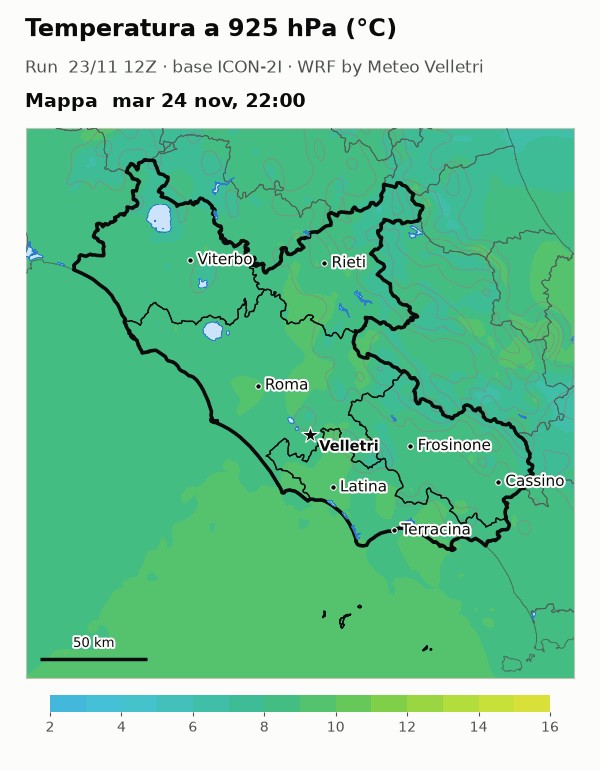 Temperatura a 925 hPa (°C)
Run  23/11 12Z · base ICON-2I · WRF by Meteo Velletri
Mappa  mar 24 nov, 22:00
Viterbo
Rieti
Roma
Velletri
Frosinone
Latina
Cassino
Terracina
50 km
2 4 6 8 10 12 14 16